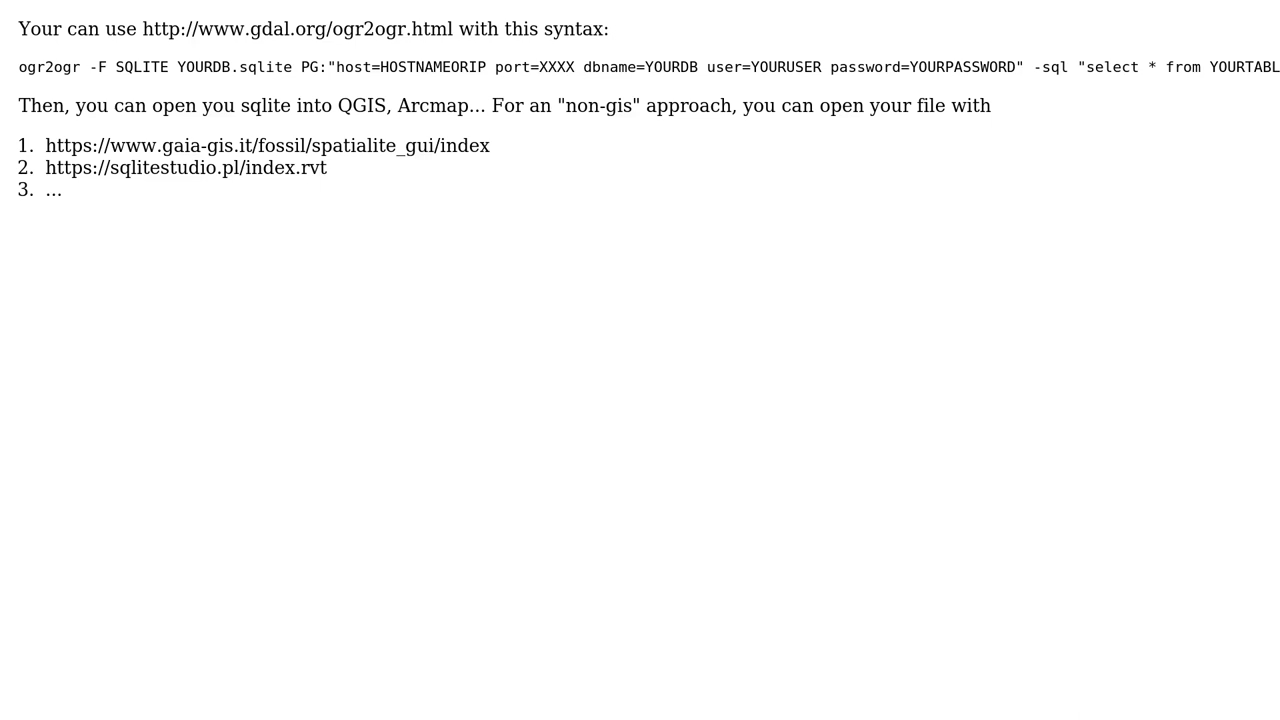 Your can use http://www.gdal.org/ogr2ogr.html with this syntax:
ogr2ogr -F SQLITE YOURDB.sqlite PG:"host=HOSTNAMEORIP port=XXXX dbname=YOURDB user=YOURUSER password=YOURPASSWORD" -sql "select * from YOURTABL
Then, you can open you sqlite into QGIS, Arcmap... For an "non-gis" approach, you can open your file with
1. https://www.gaia-gis.it/fossil/spatialite_gui/index
2. https://sqlitestudio.pl/index.rvt
3. ...